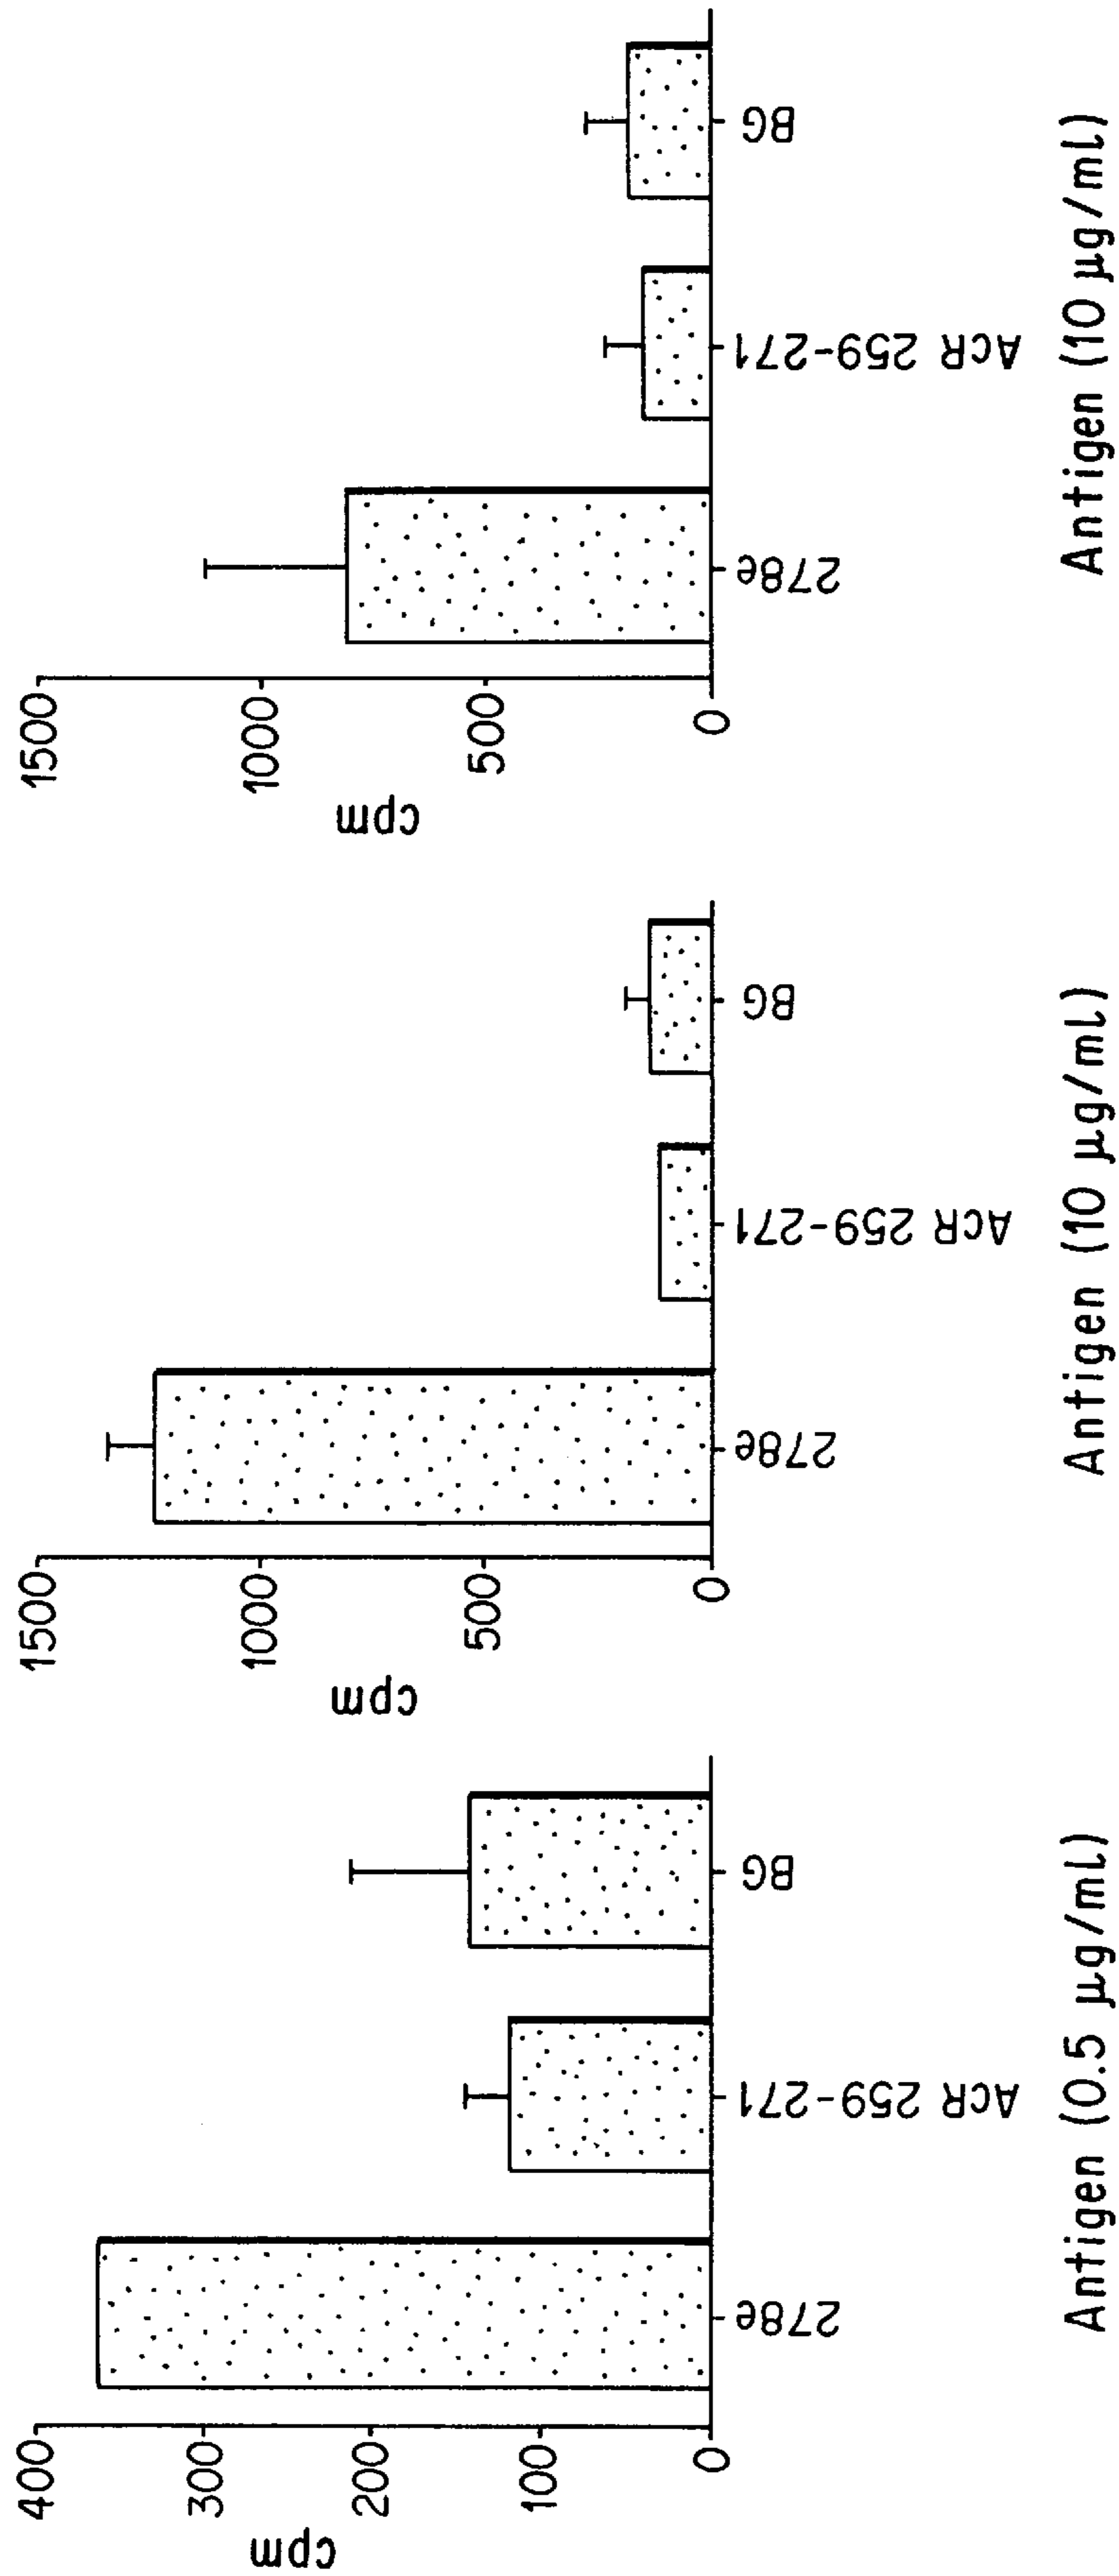 cpm
400
300
200
100
0
278e
AcR 259-271
BG
Antigen (0.5 µg/ml)
cpm
1500
1000
500
0
278e
AcR 259-271
BG
Antigen (10 µg/ml)
cpm
1500
1000
500
0
278e
AcR 259-271
BG
Antigen (10 µg/ml)